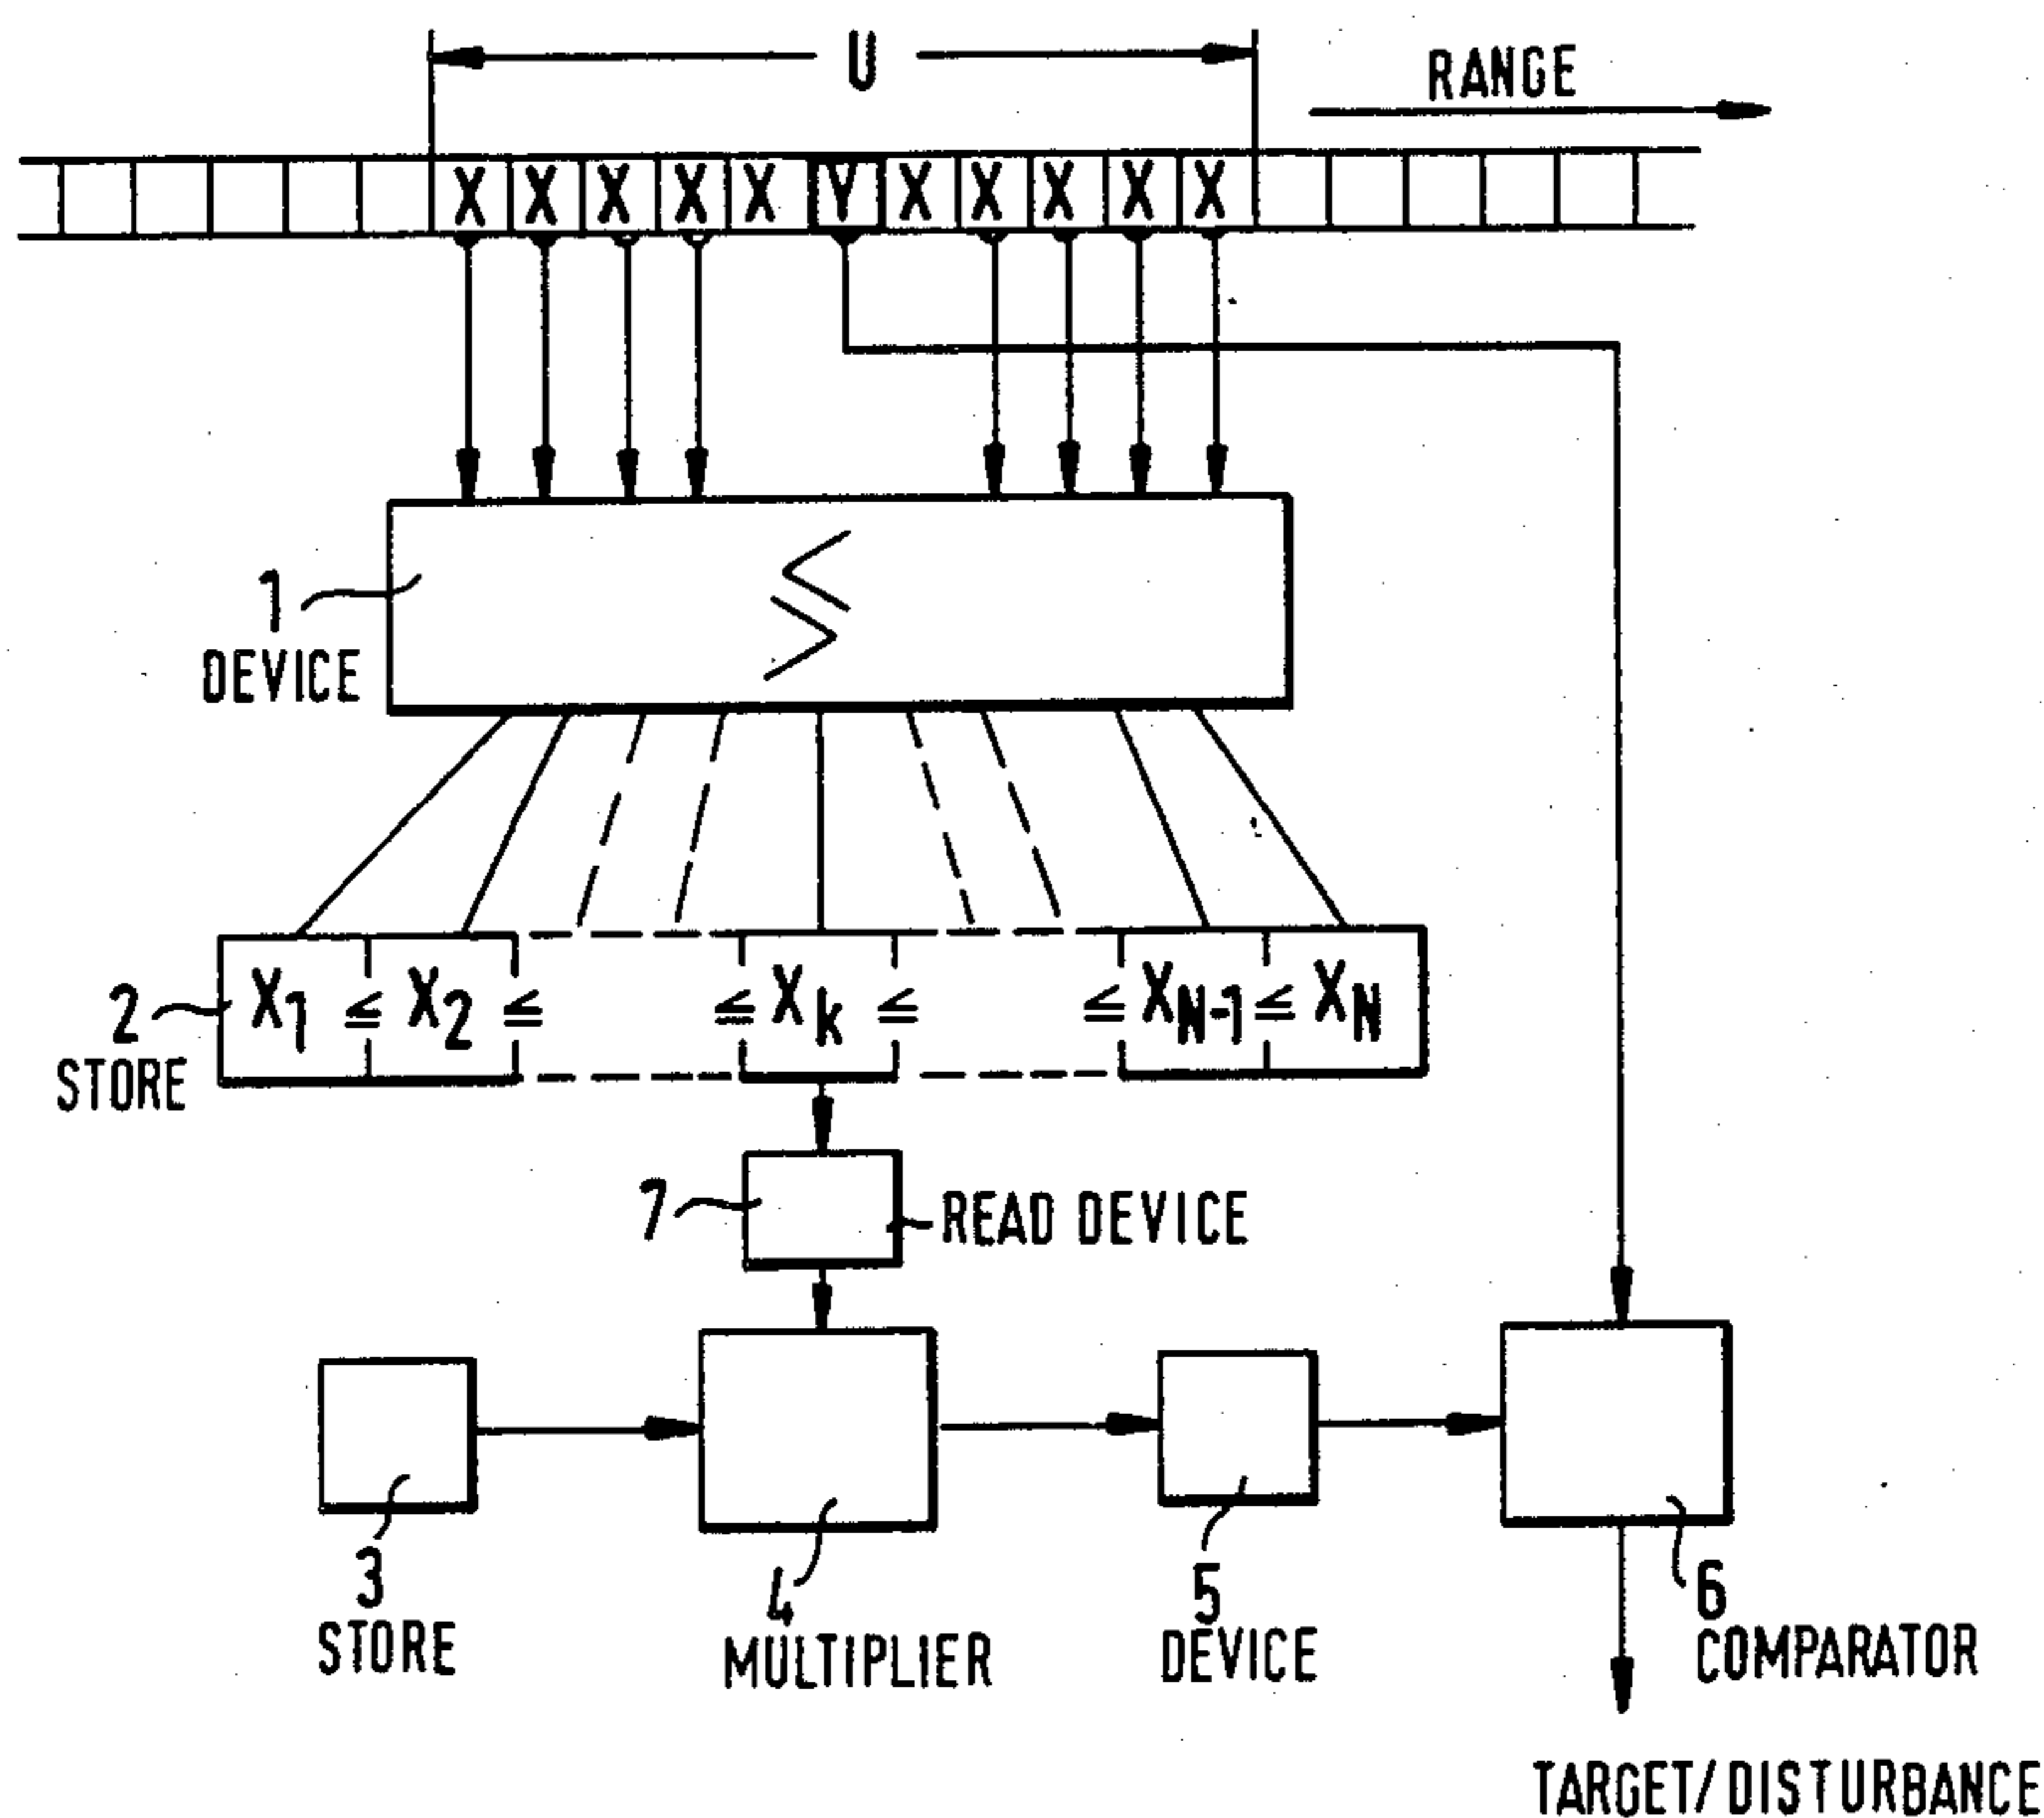 U
RANGE
X X X X X Y X X X X X
<
>
1
DEVICE
X1 ≤ X2 ≤ ≤ Xk ≤ ≤ XN-1 ≤ XN
2
STORE
7
READ DEVICE
3
STORE
4
MULTIPLIER
5
DEVICE
6
COMPARATOR
TARGET/DISTURBANCE